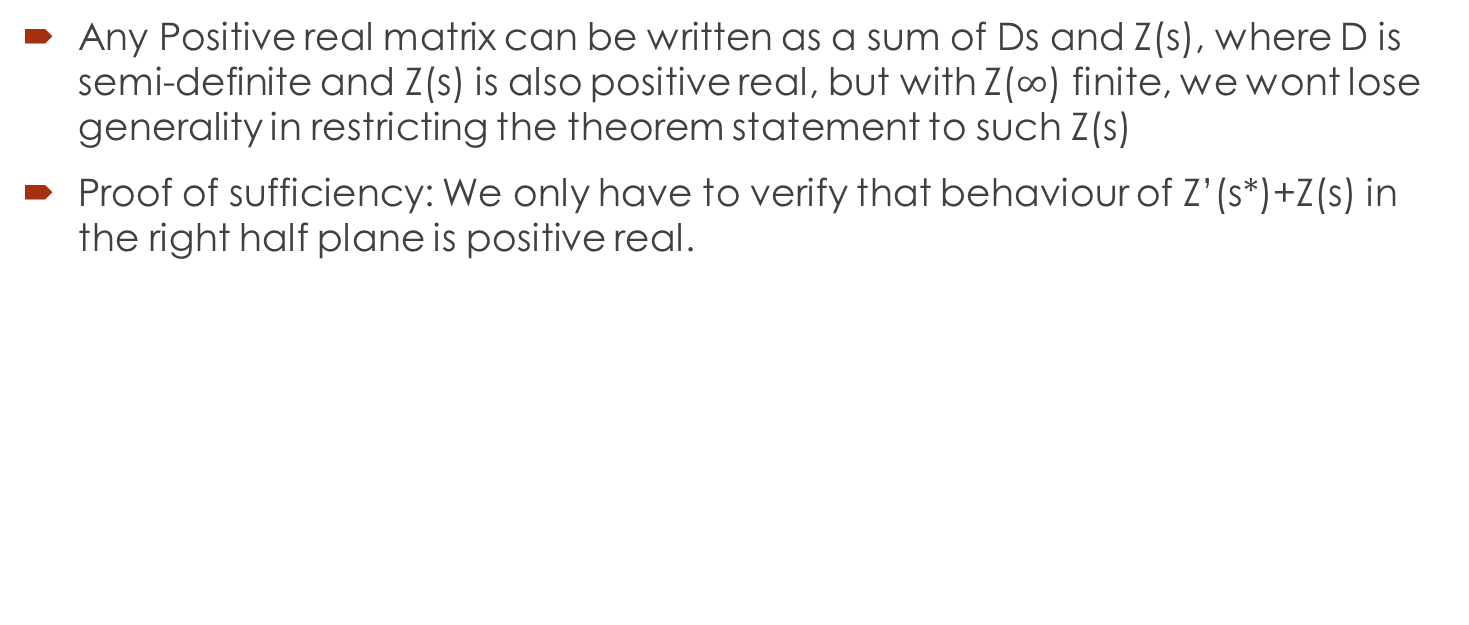 Any Positive real matrix can be written as a sum of Ds and Z(s), where D is
semi-definite and Z(s) is also positive real, but with Z(∞) finite, we wont lose
generality in restricting the theorem statement to such Z(s)
Proof of sufficiency: We only have to verify that behaviour of Z’(s*)+Z(s) in
the right half plane is positive real.